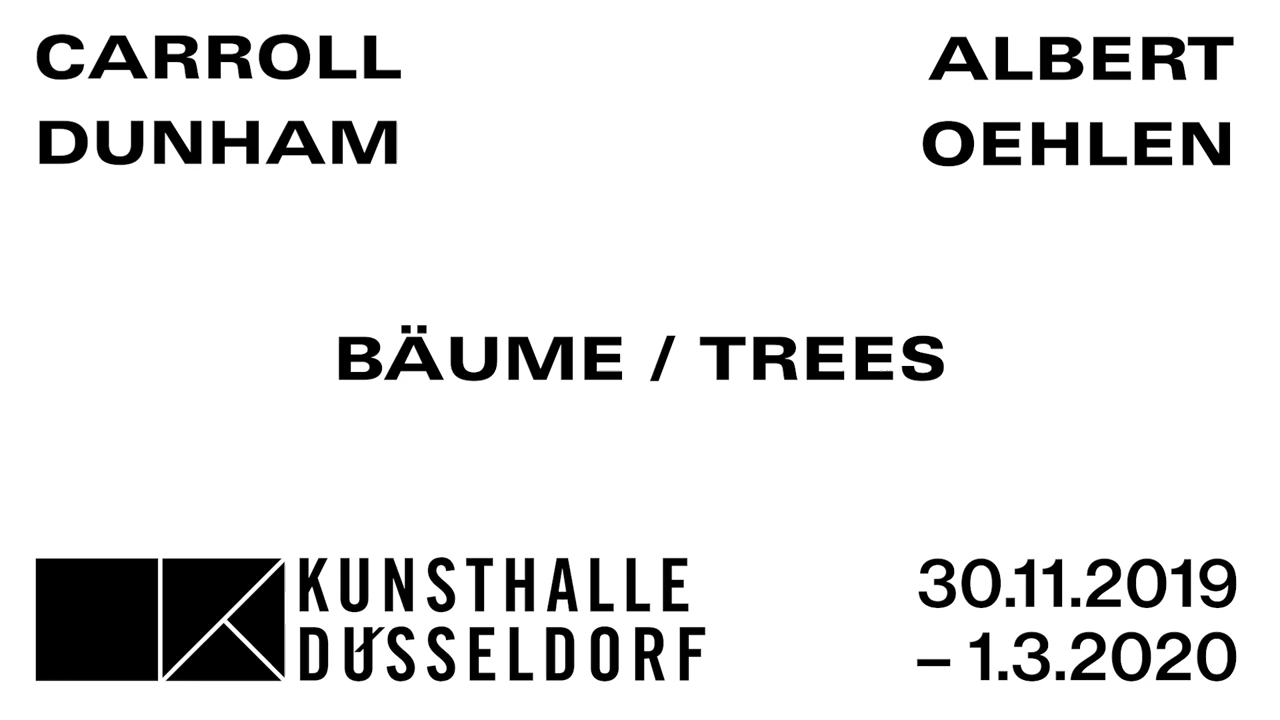 CARROLL
DUNHAM
ALBERT
OEHLEN
BÄUME / TREES
KUNSTHALLE
DÜSSELDORF
30.11.2019
– 1.3.2020